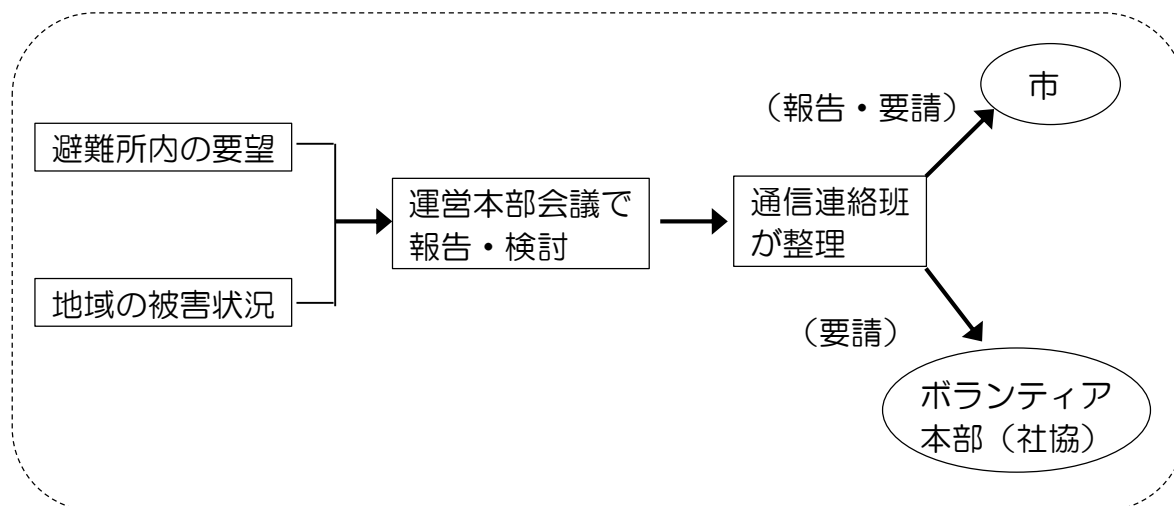 避難所内の要望
地域の被害状況
運営本部会議で
報告・検討
通信連絡班
が整理
（報告・要請）
市
（要請）
ボランティア
本部（社協）